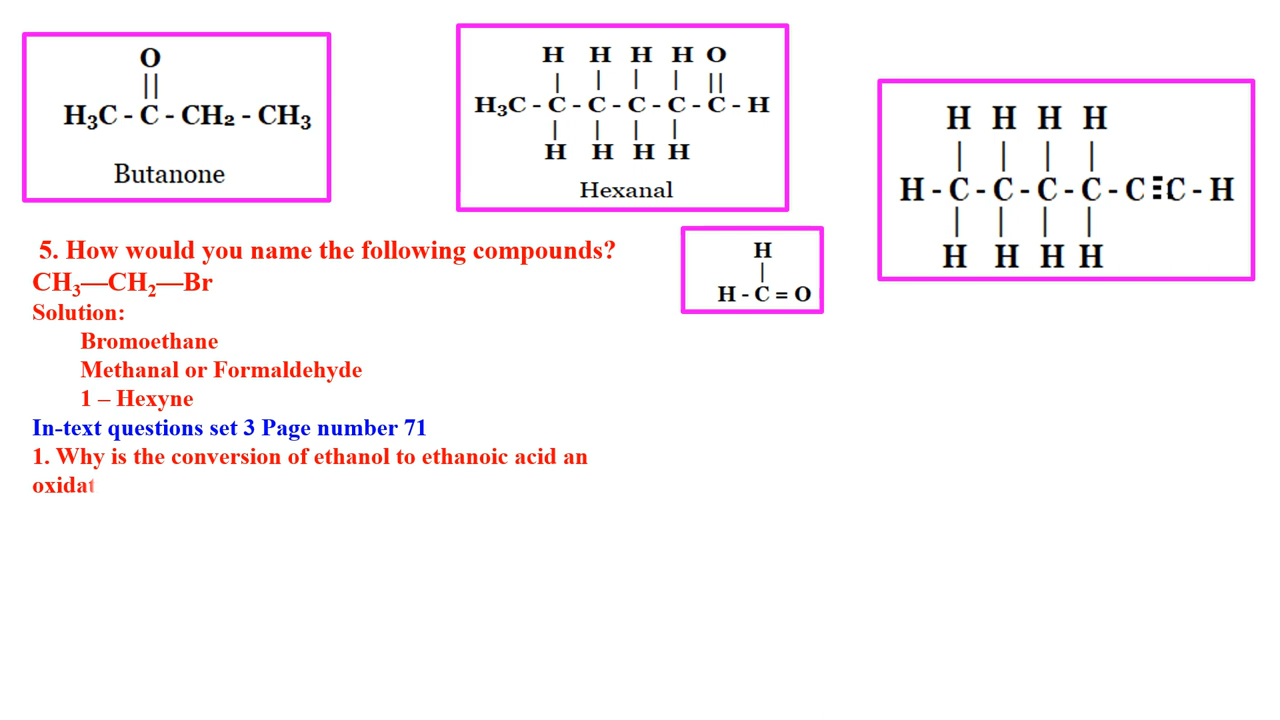 O
||
H₃C - C - CH₂ - CH₃
Butanone
H H H H O
| | | | ||
H₃C - C - C - C - C - C - H
| | | |
H H H H
Hexanal
H H H H
| | | |
H - C - C - C - C - C ≡ C - H
| | | |
H H H H
5. How would you name the following compounds?
CH₃—CH₂—Br
H
|
H - C = O
Solution:
Bromoethane
Methanal or Formaldehyde
1 – Hexyne
In-text questions set 3 Page number 71
1. Why is the conversion of ethanol to ethanoic acid an
oxidat